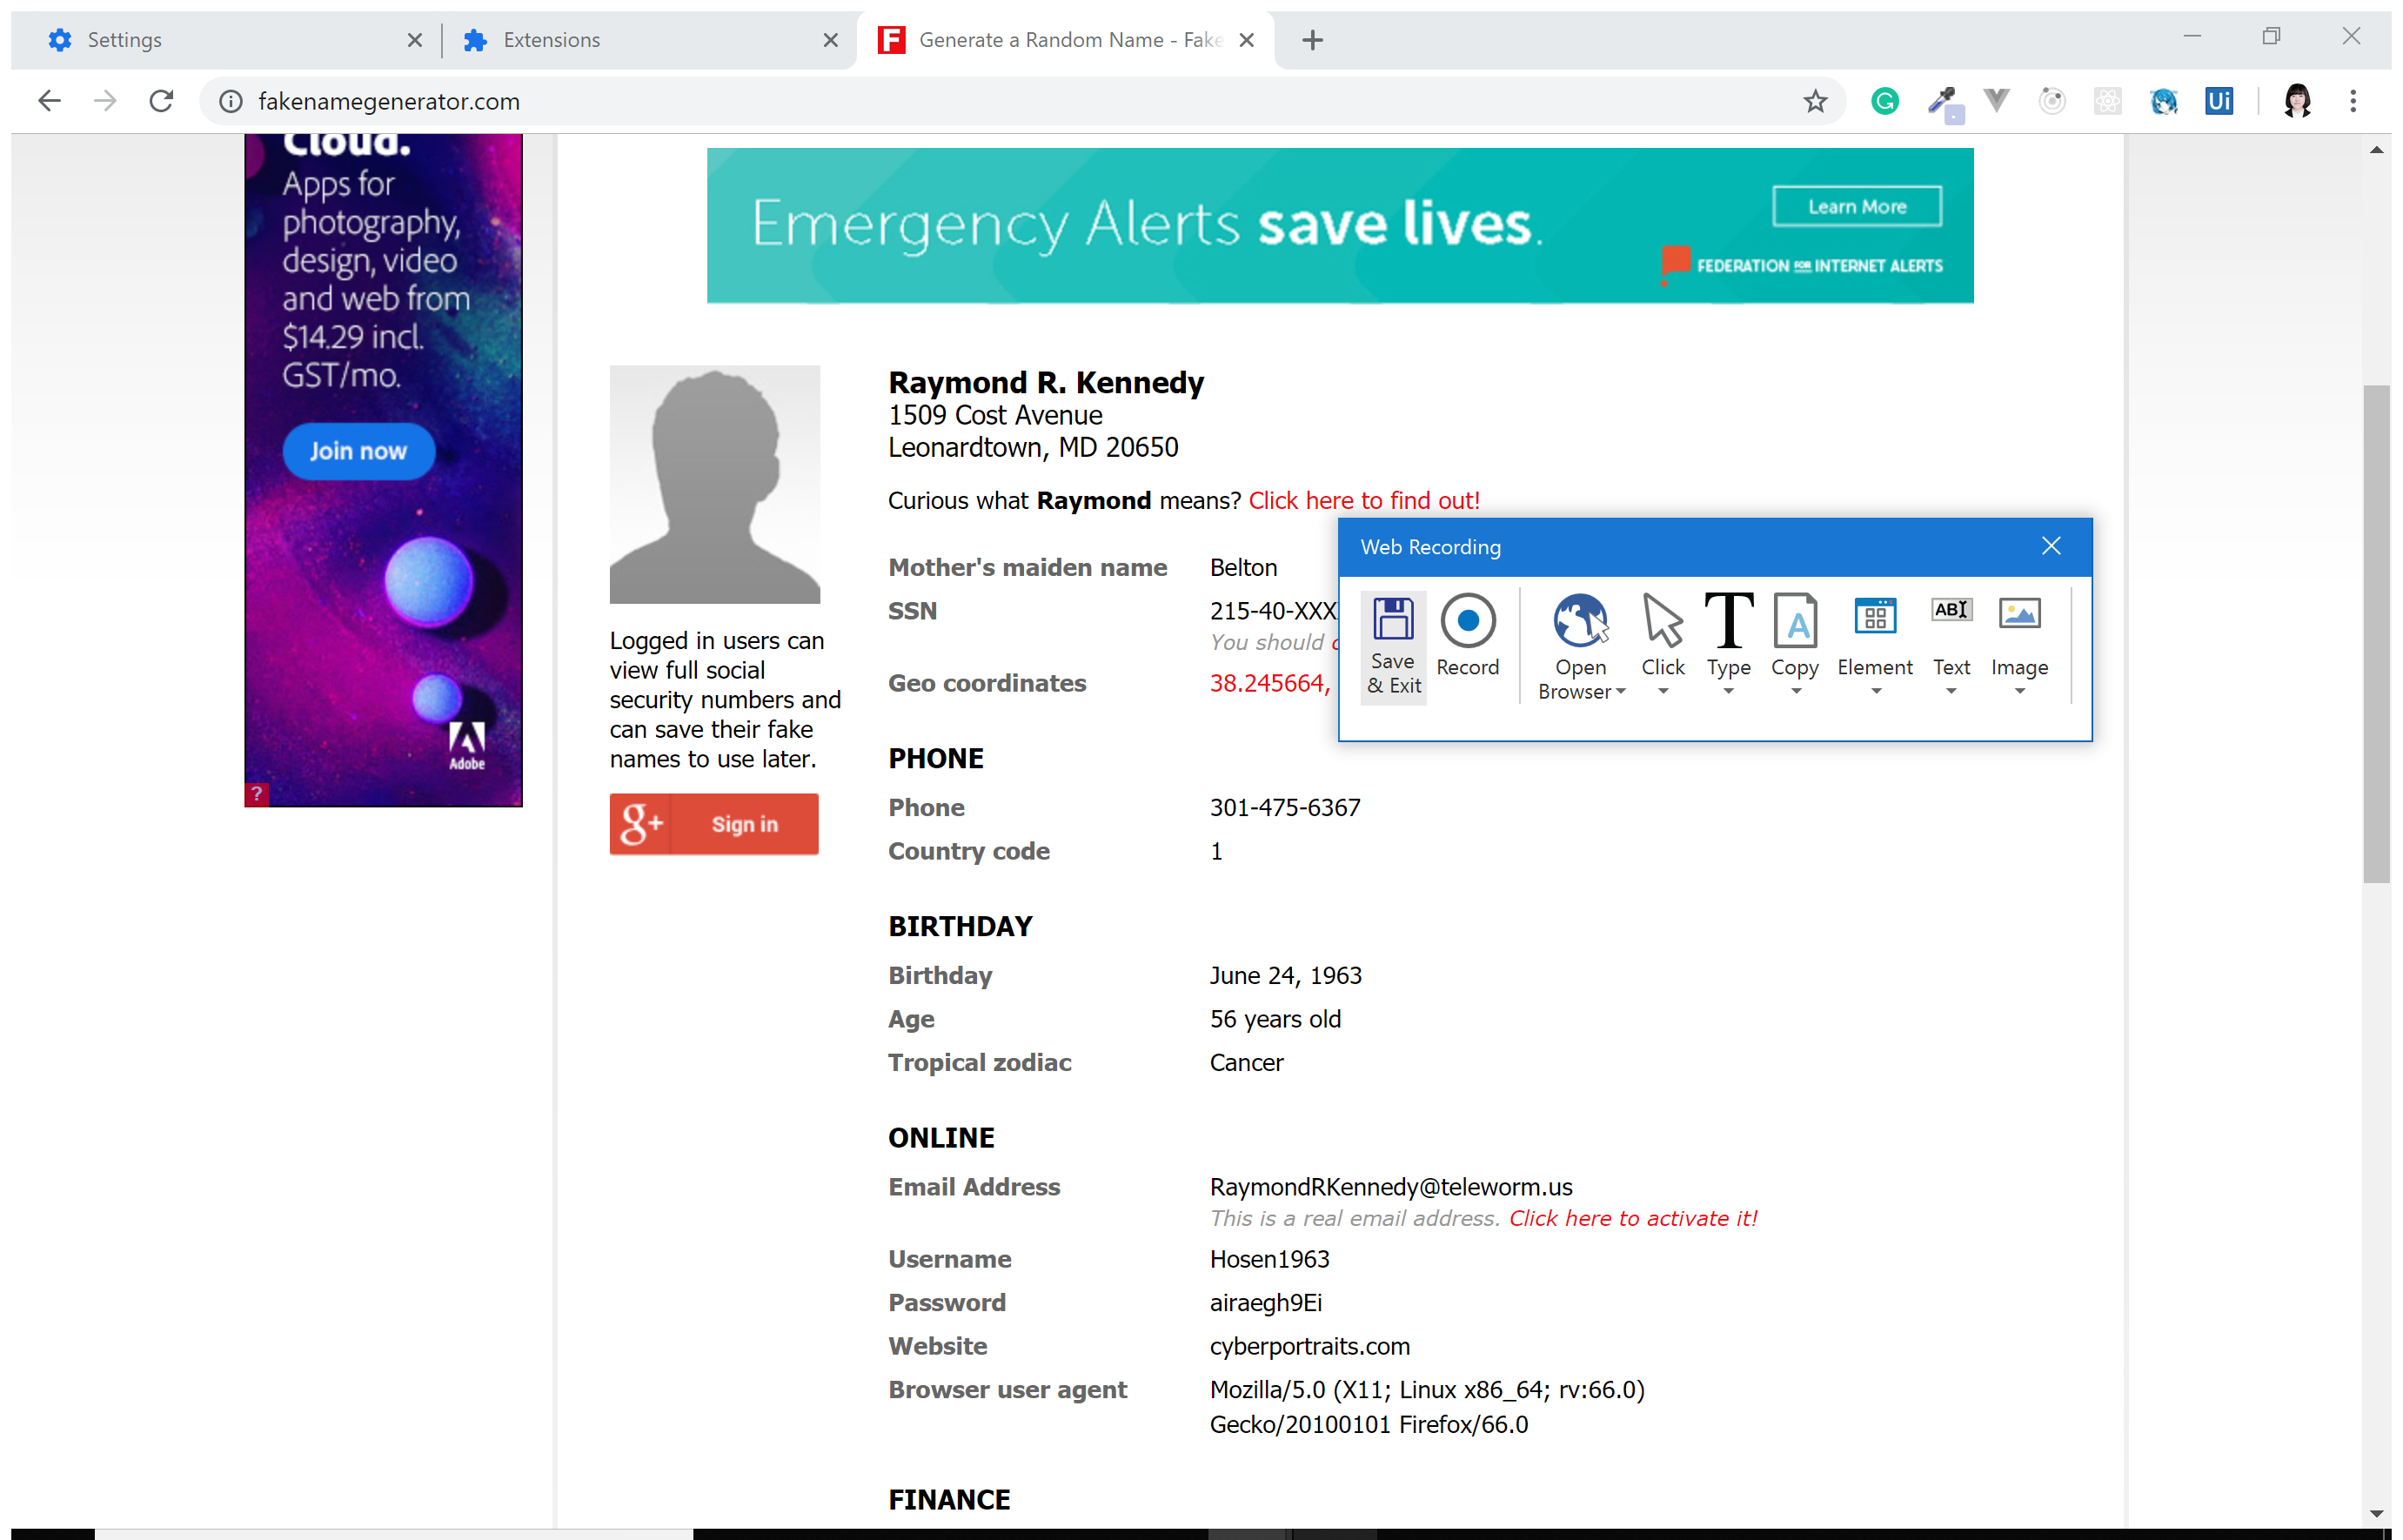 Settings
Extensions
Generate a Random Name - Fake
fakenamegenerator.com
Ui
Cloud.
Apps for
photography,
design, video
and web from
$14.29 incl.
GST/mo.
Join now
Adobe
?
Emergency Alerts save lives.
Learn More
FEDERATION FOR INTERNET ALERTS
Raymond R. Kennedy
1509 Cost Avenue
Leonardtown, MD 20650
Curious what Raymond means? Click here to find out!
Mother's maiden name Belton
SSN 215-40-XXX
You should
Geo coordinates 38.245664,
Web Recording
Save & Exit
Record
Open Browser
Click
Type
Copy
Element
Text
Image
Logged in users can
view full social
security numbers and
can save their fake
names to use later.
g+ Sign in
PHONE
Phone 301-475-6367
Country code 1
BIRTHDAY
Birthday June 24, 1963
Age 56 years old
Tropical zodiac Cancer
ONLINE
Email Address RaymondRKennedy@teleworm.us
This is a real email address. Click here to activate it!
Username Hosen1963
Password airaegh9Ei
Website cyberportraits.com
Browser user agent Mozilla/5.0 (X11; Linux x86_64; rv:66.0)
Gecko/20100101 Firefox/66.0
FINANCE